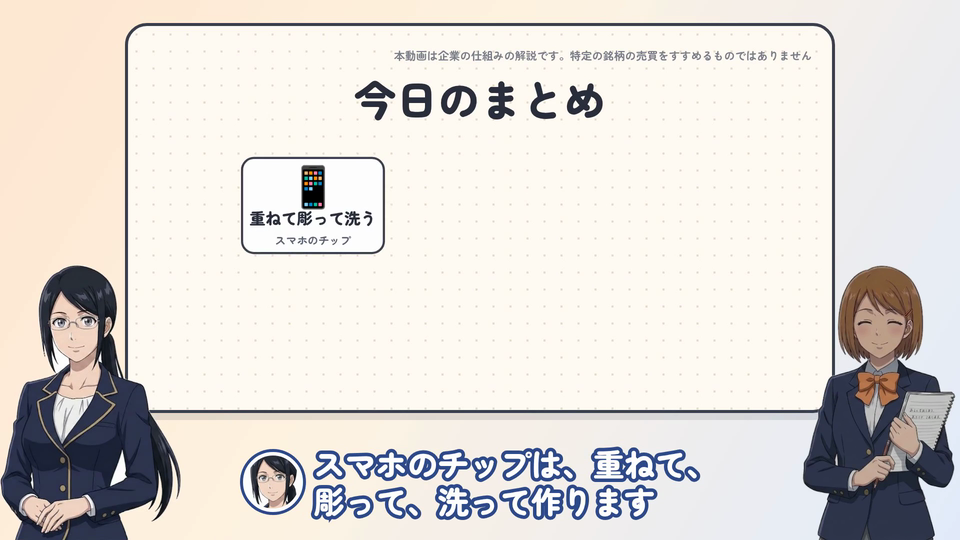 本動画は企業の仕組みの解説です。特定の銘柄の売買をすすめるものではありません
今日のまとめ
重ねて彫って洗う
スマホのチップ
スマホのチップは、重ねて、
彫って、洗って作ります